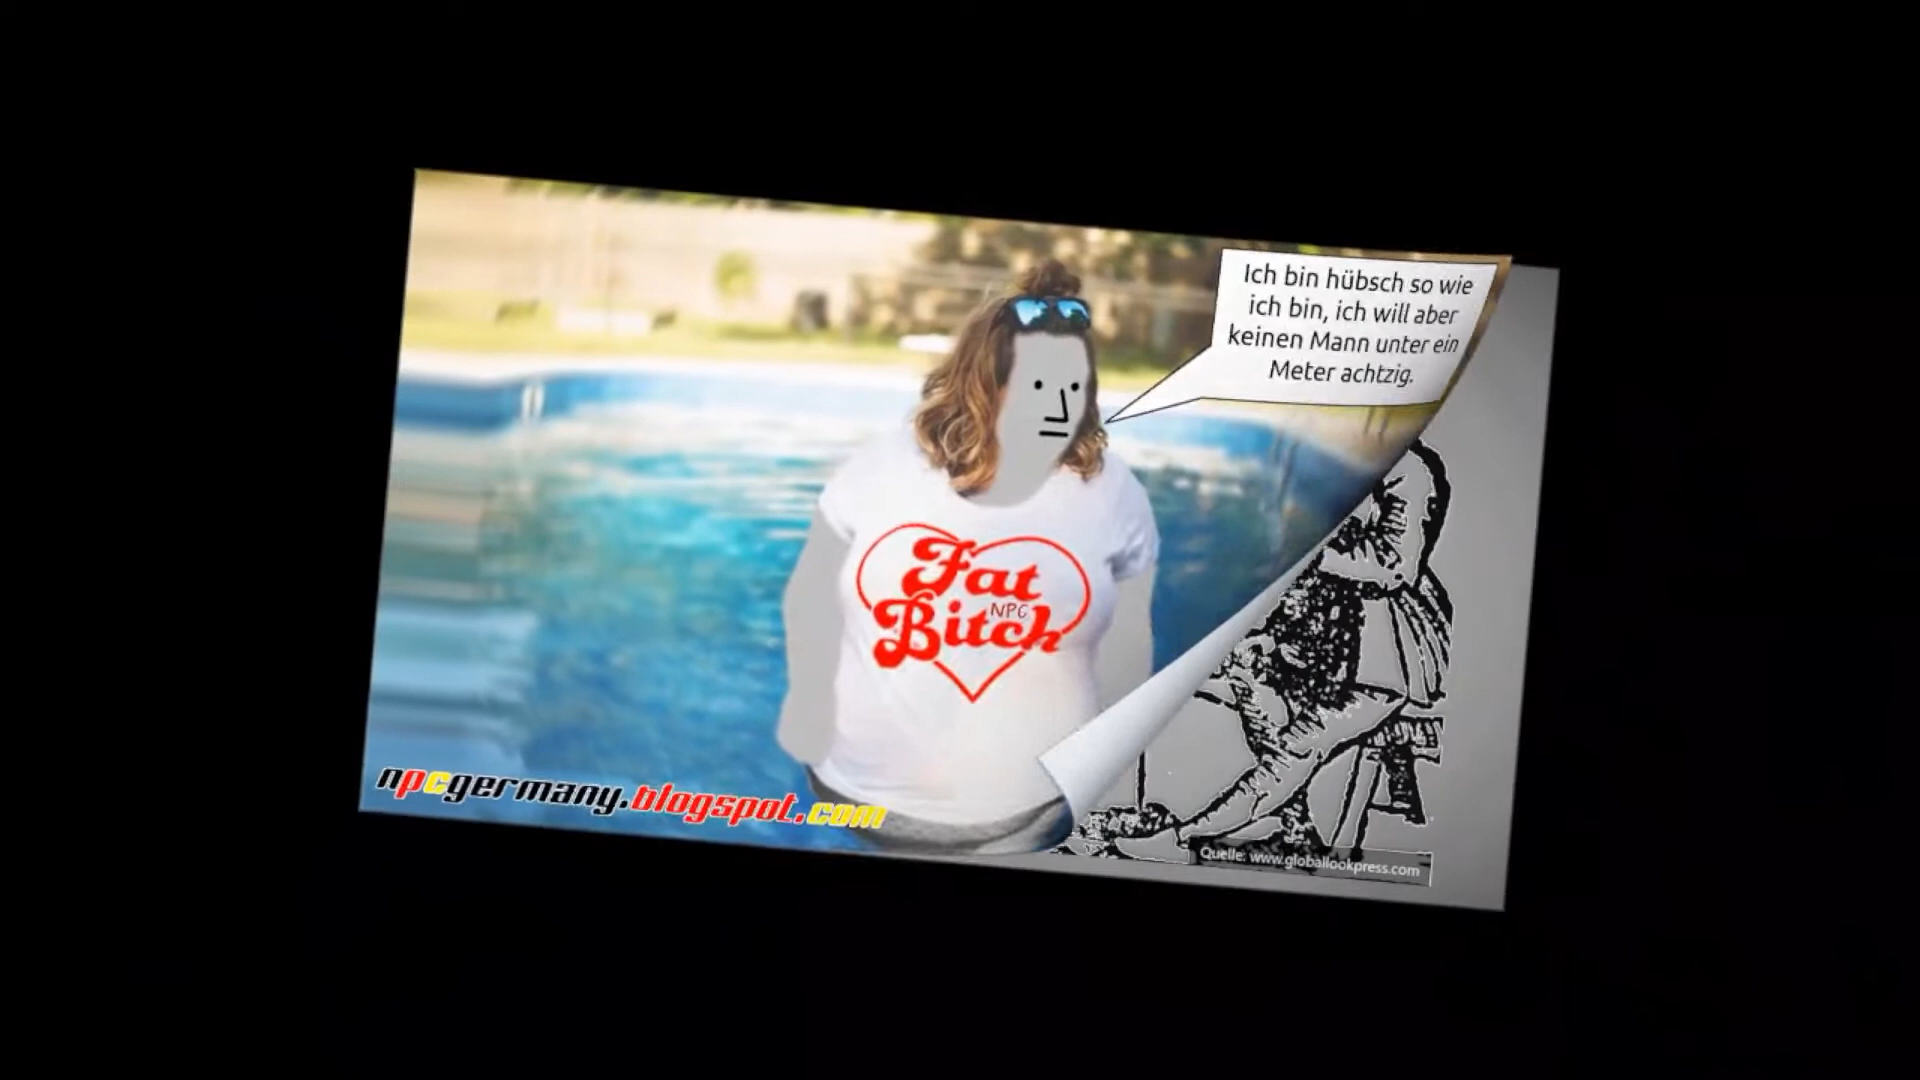 Ich bin hübsch so wie
ich bin, ich will aber
keinen Mann unter ein
Meter achtzig.
Fat
NPC
Bitch
npcgermany.blogspot.com
Quelle: www.globallookpress.com